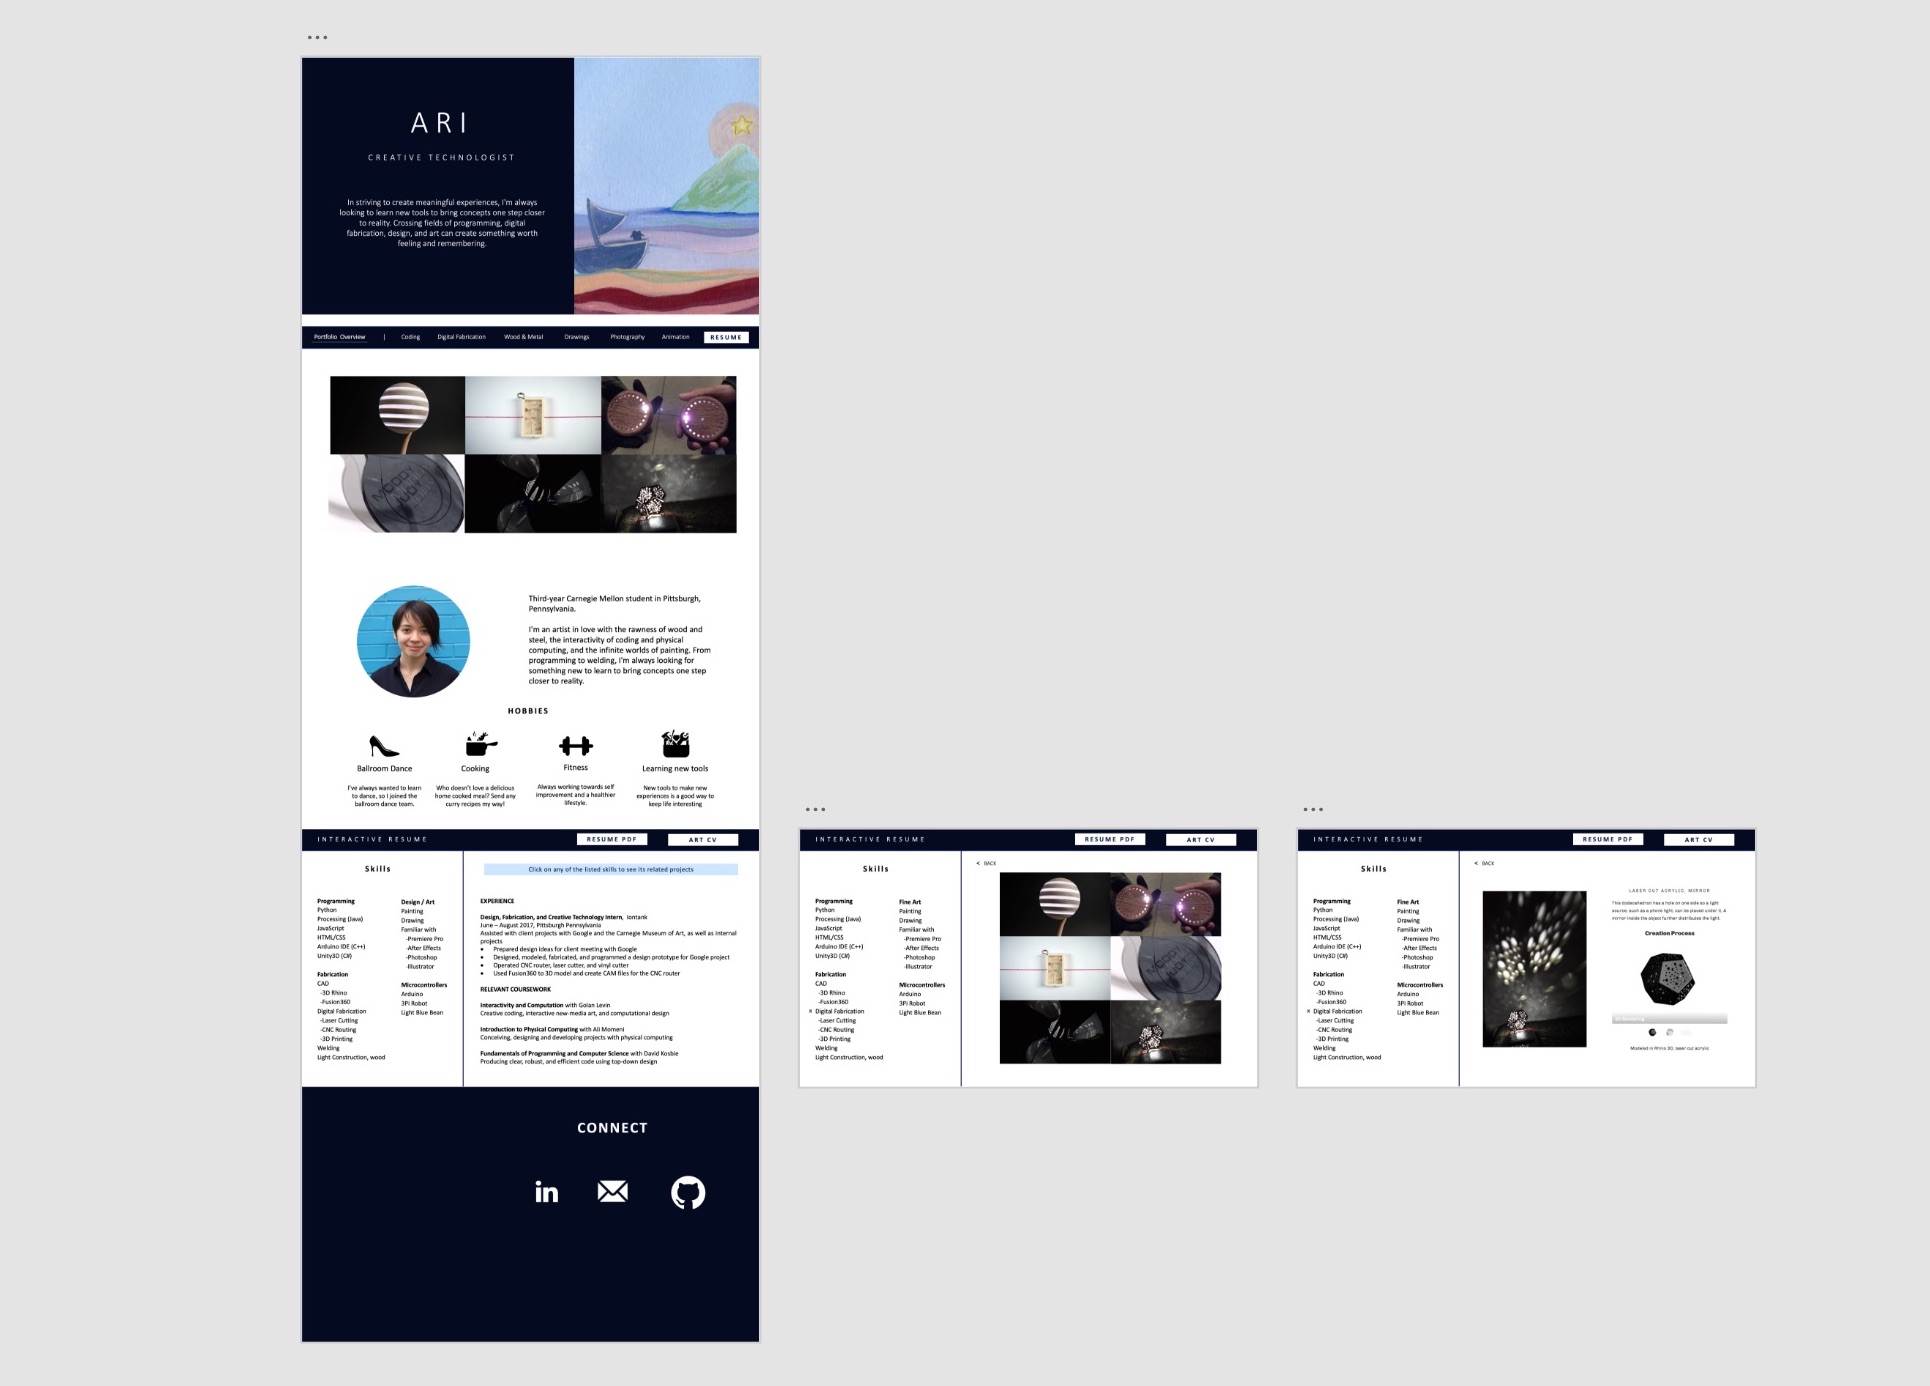 ARI
CREATIVE TECHNOLOGIST
In striving to create meaningful experiences, I'm always
looking to learn new tools to bring concepts one step closer
to reality. Crossing fields of programming, digital
fabrication, design, and art can create something worth
feeling and remembering.
Portfolio Overview | Coding Digital Fabrication Wood & Metal Drawings Photography Animation RESUME
MOODY
JUDY
Third-year Carnegie Mellon student in Pittsburgh,
Pennsylvania.
I'm an artist in love with the rawness of wood and
steel, the interactivity of coding and physical
computing, and the infinite worlds of painting. From
programming to welding, I'm always looking for
something new to learn to bring concepts one step
closer to reality.
HOBBIES
Ballroom Dance
I've always wanted to learn
to dance, so I joined the
ballroom dance team.
Cooking
Who doesn't love a delicious
home cooked meal? Send any
curry recipes my way!
Fitness
Always working towards self
improvement and a healthier
lifestyle.
Learning new tools
New tools to make new
experiences is a good way to
keep life interesting
INTERACTIVE RESUME RESUME PDF ART CV
Skills
Programming
Python
Processing (Java)
JavaScript
HTML/CSS
Arduino IDE (C++)
Unity3D (C#)
Fabrication
CAD
-3D Rhino
-Fusion360
Digital Fabrication
-Laser Cutting
-CNC Routing
-3D Printing
Welding
Light Construction, wood
Design / Art
Painting
Drawing
Familiar with
-Premiere Pro
-After Effects
-Photoshop
-Illustrator
Microcontrollers
Arduino
3Pi Robot
Light Blue Bean
Click on any of the listed skills to see its related projects
EXPERIENCE
Design, Fabrication, and Creative Technology Intern, Iontank
June – August 2017, Pittsburgh Pennsylvania
Assisted with client projects with Google and the Carnegie Museum of Art, as well as internal
projects
• Prepared design ideas for client meeting with Google
• Designed, modeled, fabricated, and programmed a design prototype for Google project
• Operated CNC router, laser cutter, and vinyl cutter
• Used Fusion360 to 3D model and create CAM files for the CNC router
RELEVANT COURSEWORK
Interactivity and Computation with Golan Levin
Creative coding, interactive new-media art, and computational design
Introduction to Physical Computing with Ali Momeni
Conceiving, designing and developing projects with physical computing
Fundamentals of Programming and Computer Science with David Kosbie
Producing clear, robust, and efficient code using top-down design
CONNECT
in
INTERACTIVE RESUME RESUME PDF ART CV
Skills
Programming
Python
Processing (Java)
JavaScript
HTML/CSS
Arduino IDE (C++)
Unity3D (C#)
Fabrication
CAD
-3D Rhino
-Fusion360
x Digital Fabrication
-Laser Cutting
-CNC Routing
-3D Printing
Welding
Light Construction, wood
Fine Art
Painting
Drawing
Familiar with
-Premiere Pro
-After Effects
-Photoshop
-Illustrator
Microcontrollers
Arduino
3Pi Robot
Light Blue Bean
< BACK
MOODY
JUDY
INTERACTIVE RESUME RESUME PDF ART CV
Skills
Programming
Python
Processing (Java)
JavaScript
HTML/CSS
Arduino IDE (C++)
Unity3D (C#)
Fabrication
CAD
-3D Rhino
-Fusion360
x Digital Fabrication
-Laser Cutting
-CNC Routing
-3D Printing
Welding
Light Construction, wood
Fine Art
Painting
Drawing
Familiar with
-Premiere Pro
-After Effects
-Photoshop
-Illustrator
Microcontrollers
Arduino
3Pi Robot
Light Blue Bean
< BACK
LASER CUT ACRYLIC, MIRROR
This dodecahedron has a hole on one side so a light
source, such as a phone light, can be placed under it. A
mirror inside the object further distributes the light.
Creation Process
Modeled in Rhino 3D, laser cut acrylic